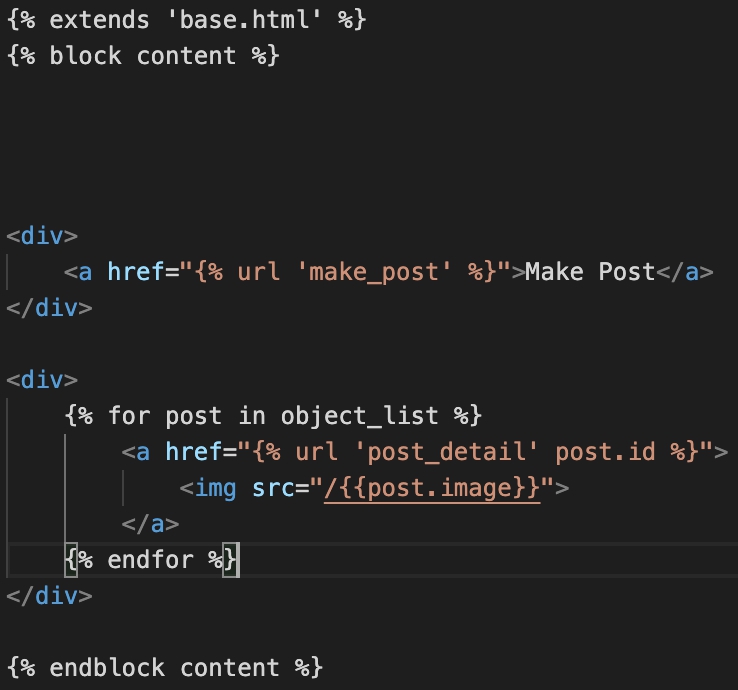 {% extends 'base.html' %}
{% block content %}
<div>
<a href="{% url 'make_post' %}">Make Post</a>
</div>
<div>
{% for post in object_list %}
<a href="{% url 'post_detail' post.id %}">
<img src="/{{post.image}}">
</a>
{% endfor %}
</div>
{% endblock content %}